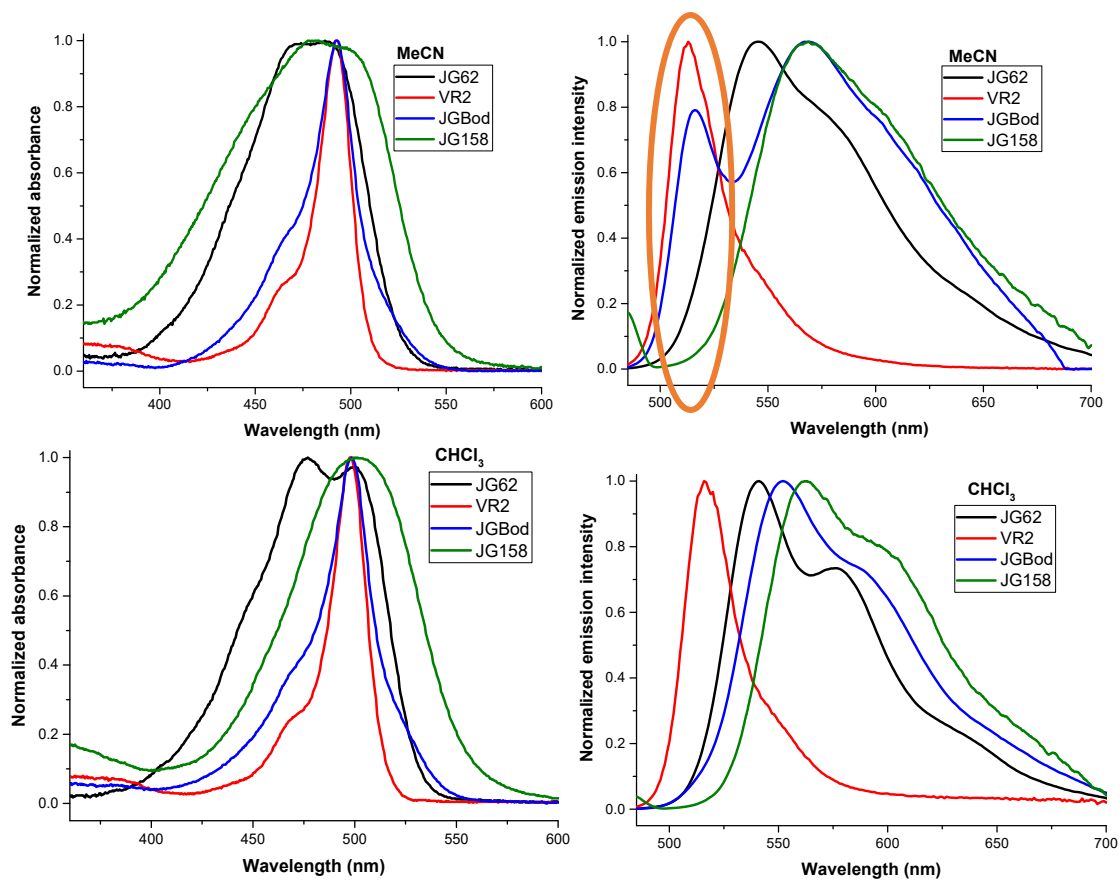 MeCN
JG62
VR2
JGBod
JG158
Normalized absorbance
1.0
0.8
0.6
0.4
0.2
0.0
400
450
500
550
600
Wavelength (nm)
MeCN
JG62
VR2
JGBod
JG158
Normalized emission intensity
1.0
0.8
0.6
0.4
0.2
0.0
500
550
600
650
700
Wavelength (nm)
CHCl3
JG62
VR2
JGBod
JG158
Normalized absorbance
1.0
0.8
0.6
0.4
0.2
0.0
400
450
500
550
600
Wavelength (nm)
CHCl3
JG62
VR2
JGBod
JG158
Normalized emission intensity
1.0
0.8
0.6
0.4
0.2
0.0
500
550
600
650
700
Wavelength (nm)